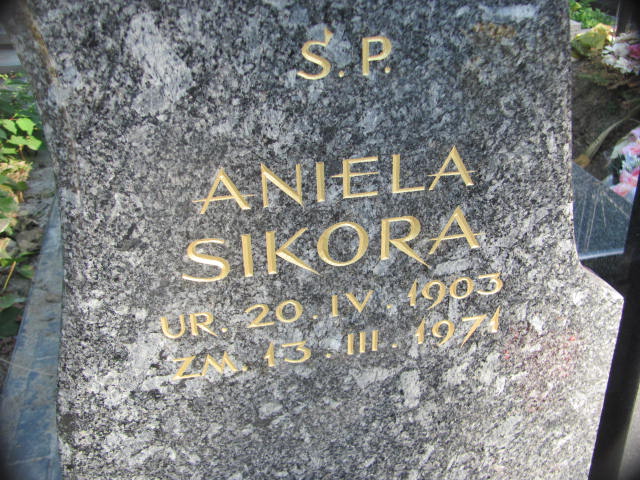 Ś. P.
ANIELA
SIKORA
UR. 20. IV. 1903
ZM. 13. III. 1971